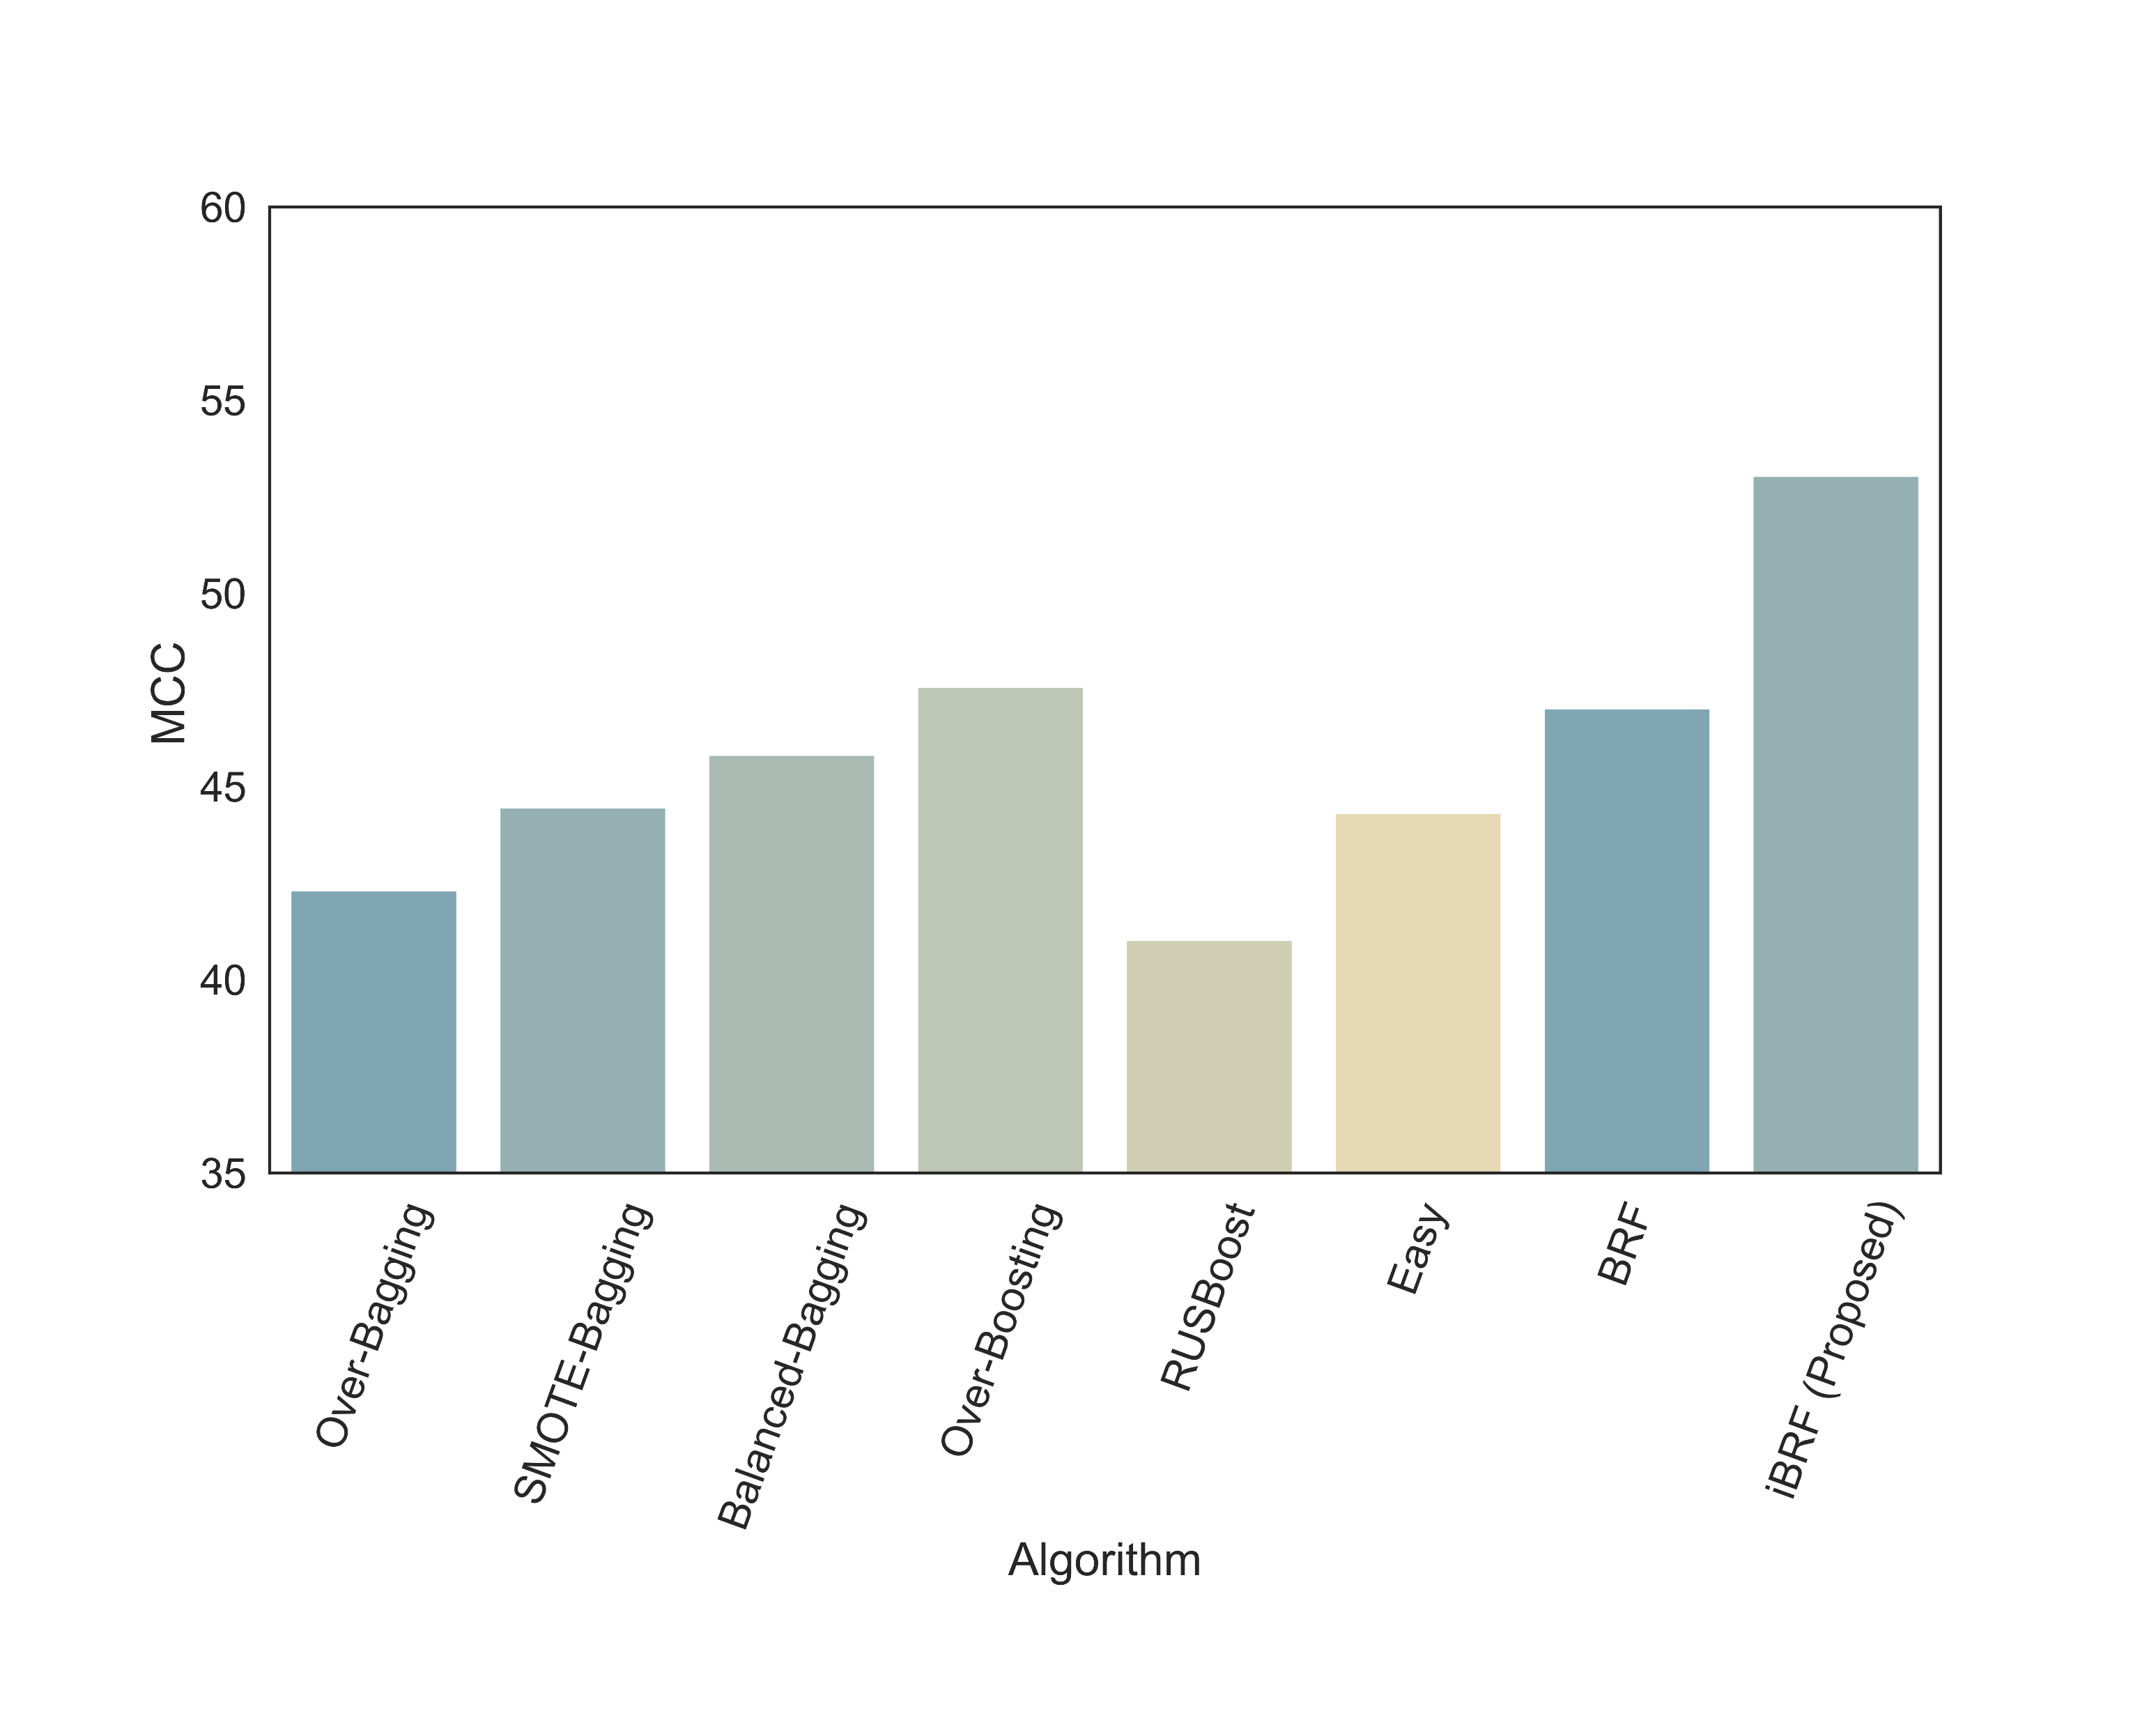 60
55
50
45
40
35
MCC
Over-Bagging
SMOTE-Bagging
Balanced-Bagging
Over-Boosting
RUSBoost
Easy
BRF
iBRF (Proposed)
Algorithm